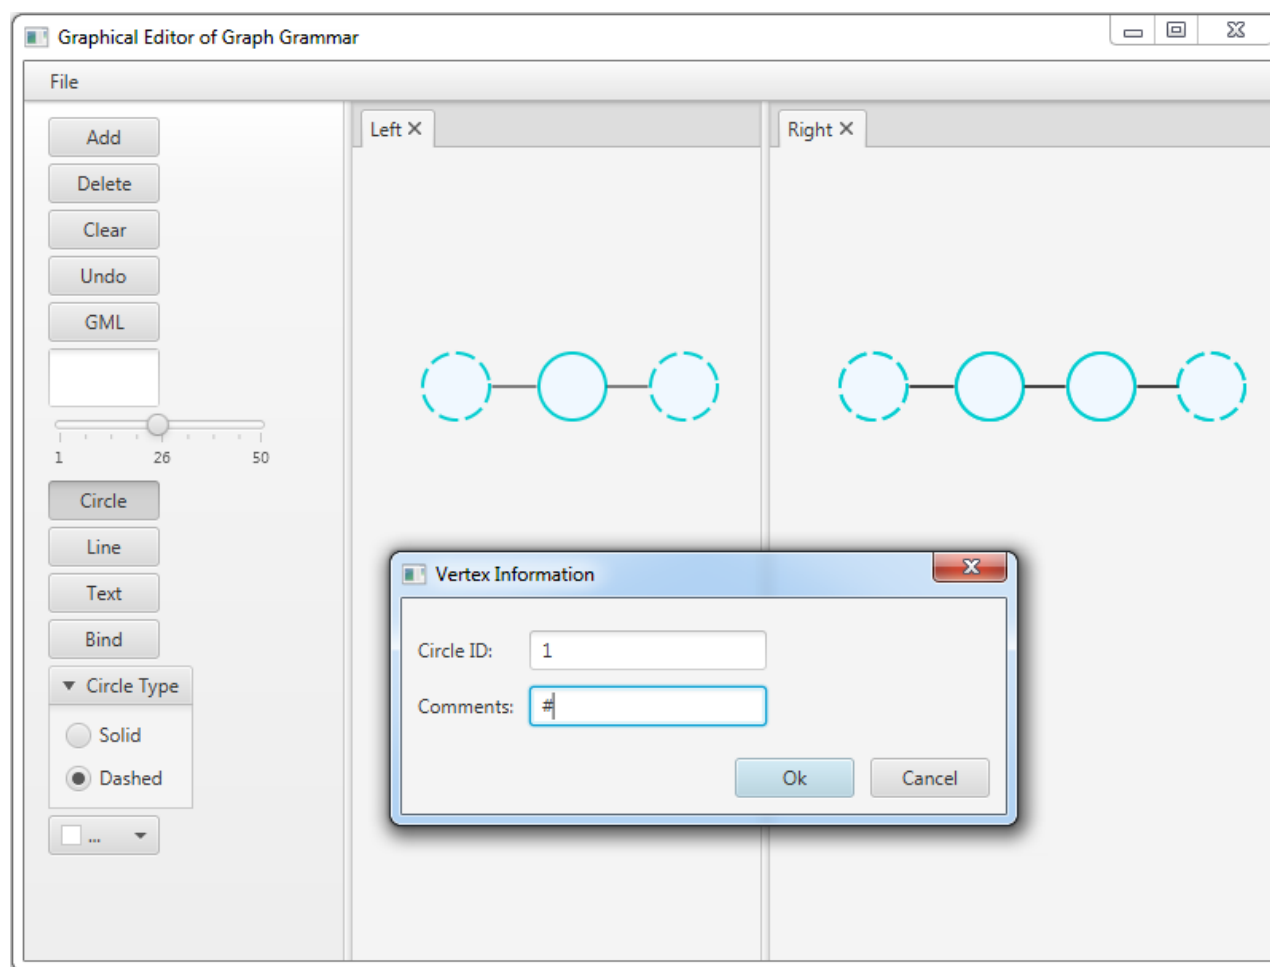 Graphical Editor of Graph Grammar
File
Add
Delete
Clear
Undo
GML
1 26 50
Circle
Line
Text
Bind
Circle Type
Solid
Dashed
...
Left
Right
Vertex Information
Circle ID: 1
Comments: #
Ok Cancel